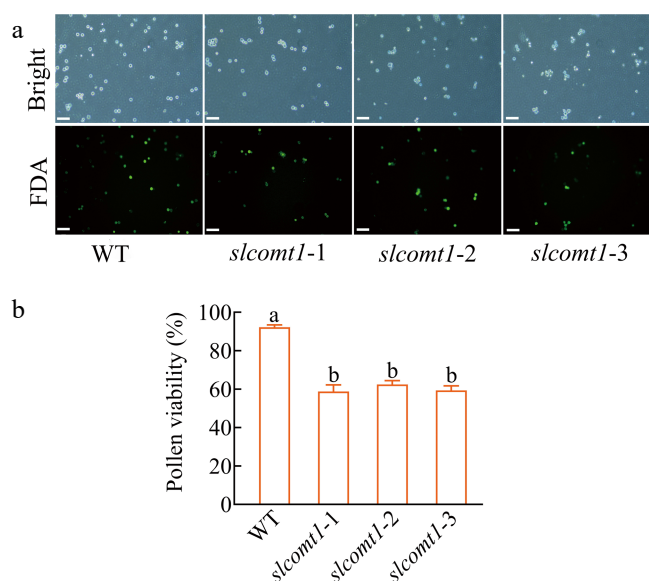 a
Bright
FDA
WT slcomt1-1 slcomt1-2 slcomt1-3
b
Pollen viability (%)
100
80
60
40
20
0
a
b
b
b
WT
slcomt1-1
slcomt1-2
slcomt1-3